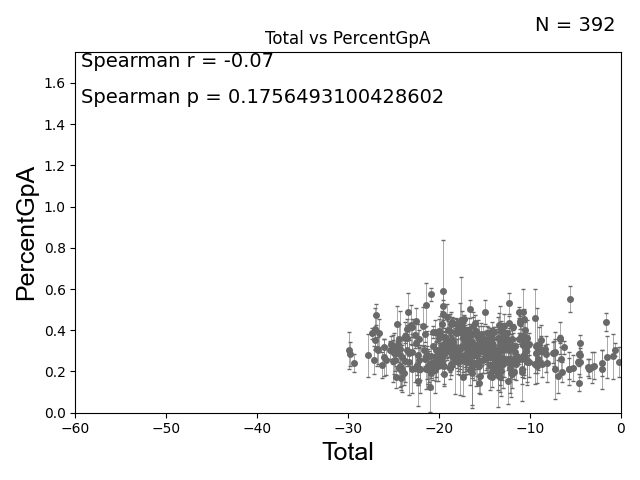 N = 392
Total vs PercentGpA
Spearman r = -0.07
Spearman p = 0.1756493100428602
PercentGpA
1.6
1.4
1.2
1.0
0.8
0.6
0.4
0.2
0.0
−60 −50 −40 −30 −20 −10 0
Total